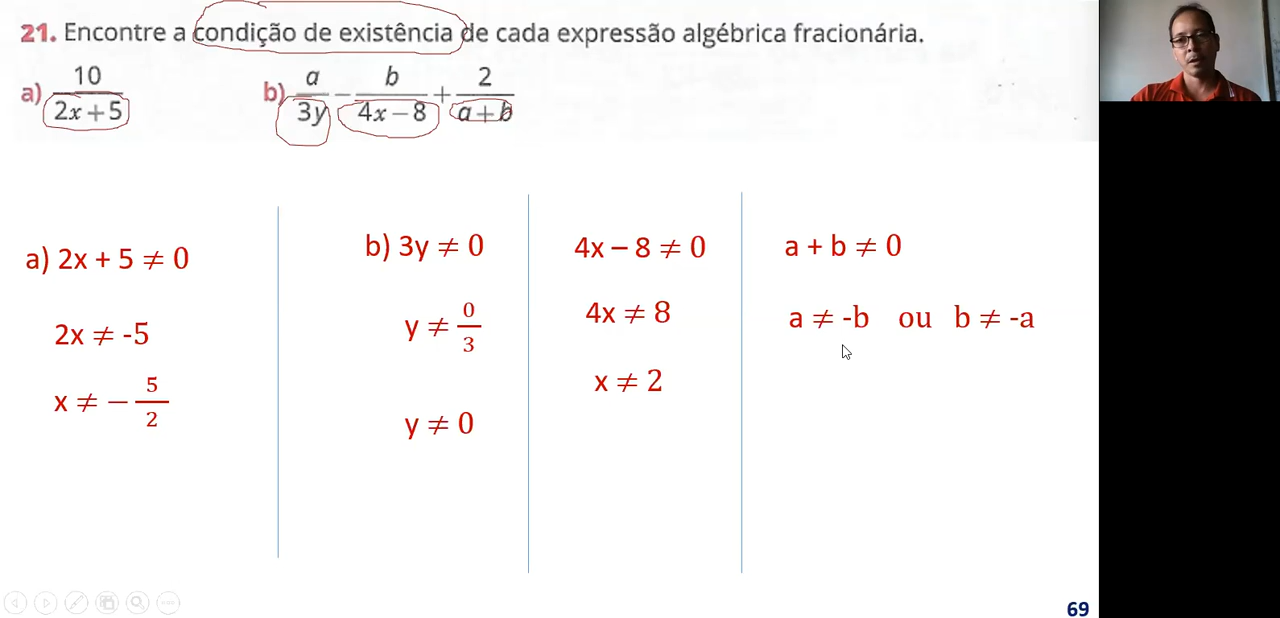 21. Encontre a condição de existência de cada expressão algébrica fracionária.
a) 10/(2x+5)
b) a/3y − b/(4x−8) + 2/(a+b)
a) 2x + 5 ≠ 0
2x ≠ -5
x ≠ − 5/2
b) 3y ≠ 0
y ≠ 0/3
y ≠ 0
4x – 8 ≠ 0
4x ≠ 8
x ≠ 2
a + b ≠ 0
a ≠ -b ou b ≠ -a
69